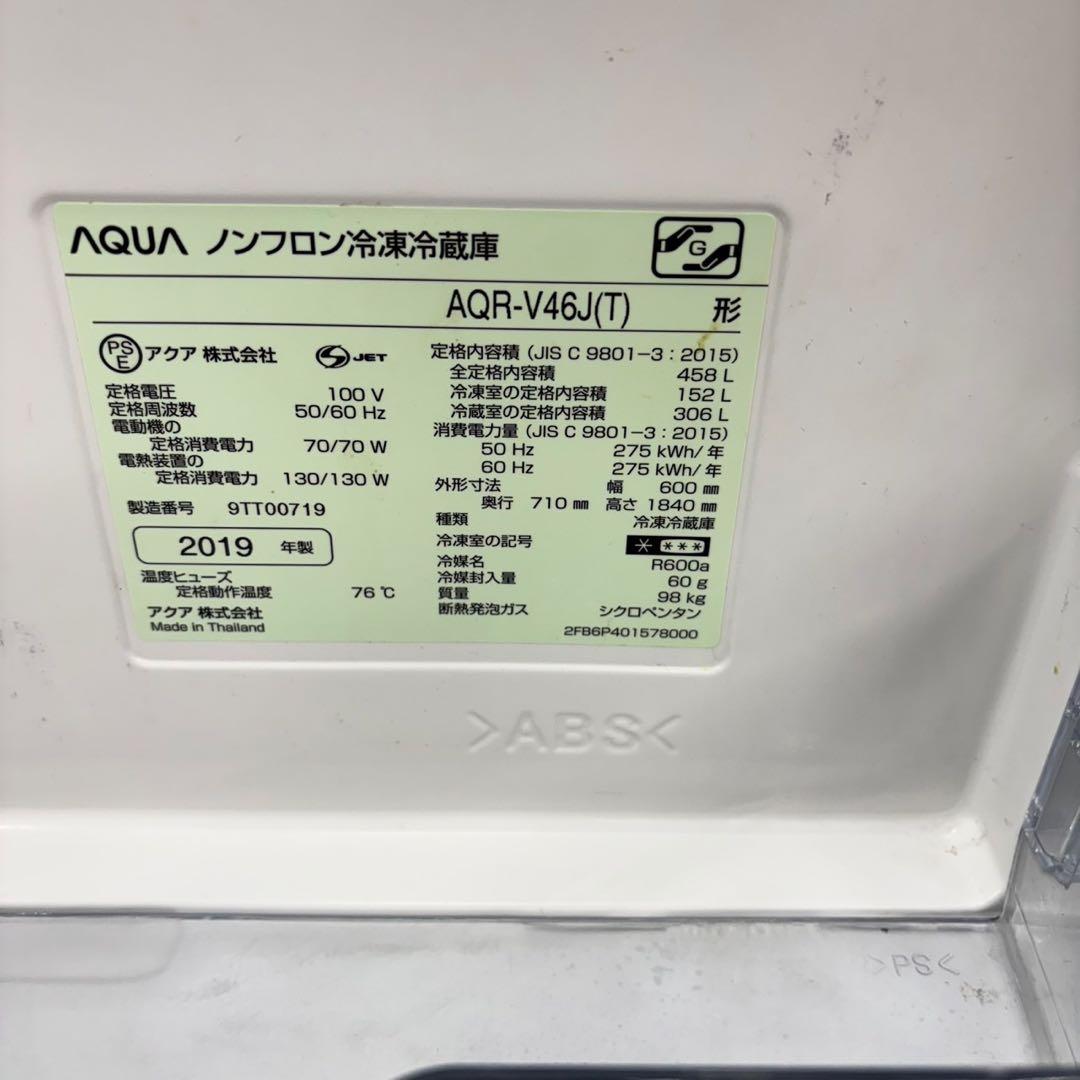 AQUA ノンフロン冷凍冷蔵庫
G
AQR-V46J(T) 形
PSE アクア 株式会社 S JET
定格電圧 100 V
定格周波数 50/60 Hz
電動機の
定格消費電力 70/70 W
電熱装置の
定格消費電力 130/130 W
製造番号 9TT00719
2019 年製
温度ヒューズ
定格動作温度 76 ℃
アクア 株式会社
Made in Thailand
定格内容積 (JIS C 9801-3 : 2015)
全定格内容積 458 L
冷凍室の定格内容積 152 L
冷蔵室の定格内容積 306 L
消費電力量 (JIS C 9801-3 : 2015)
50 Hz 275 kWh/年
60 Hz 275 kWh/年
外形寸法 幅 600 ㎜
奥行 710 ㎜ 高さ 1840 ㎜
種類 冷凍冷蔵庫
冷凍室の記号 * ***
冷媒名 R600a
冷媒封入量 60 g
質量 98 kg
断熱発泡ガス シクロペンタン
2FB6P401578000
>ABS<
>PS<